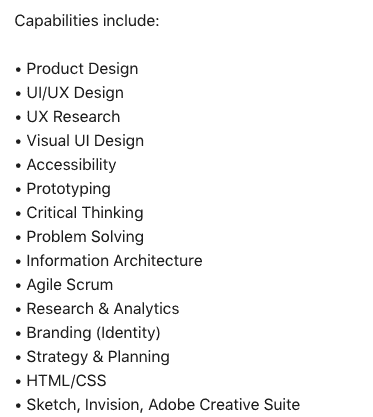 Capabilities include:
• Product Design
• UI/UX Design
• UX Research
• Visual UI Design
• Accessibility
• Prototyping
• Critical Thinking
• Problem Solving
• Information Architecture
• Agile Scrum
• Research & Analytics
• Branding (Identity)
• Strategy & Planning
• HTML/CSS
• Sketch, Invision, Adobe Creative Suite